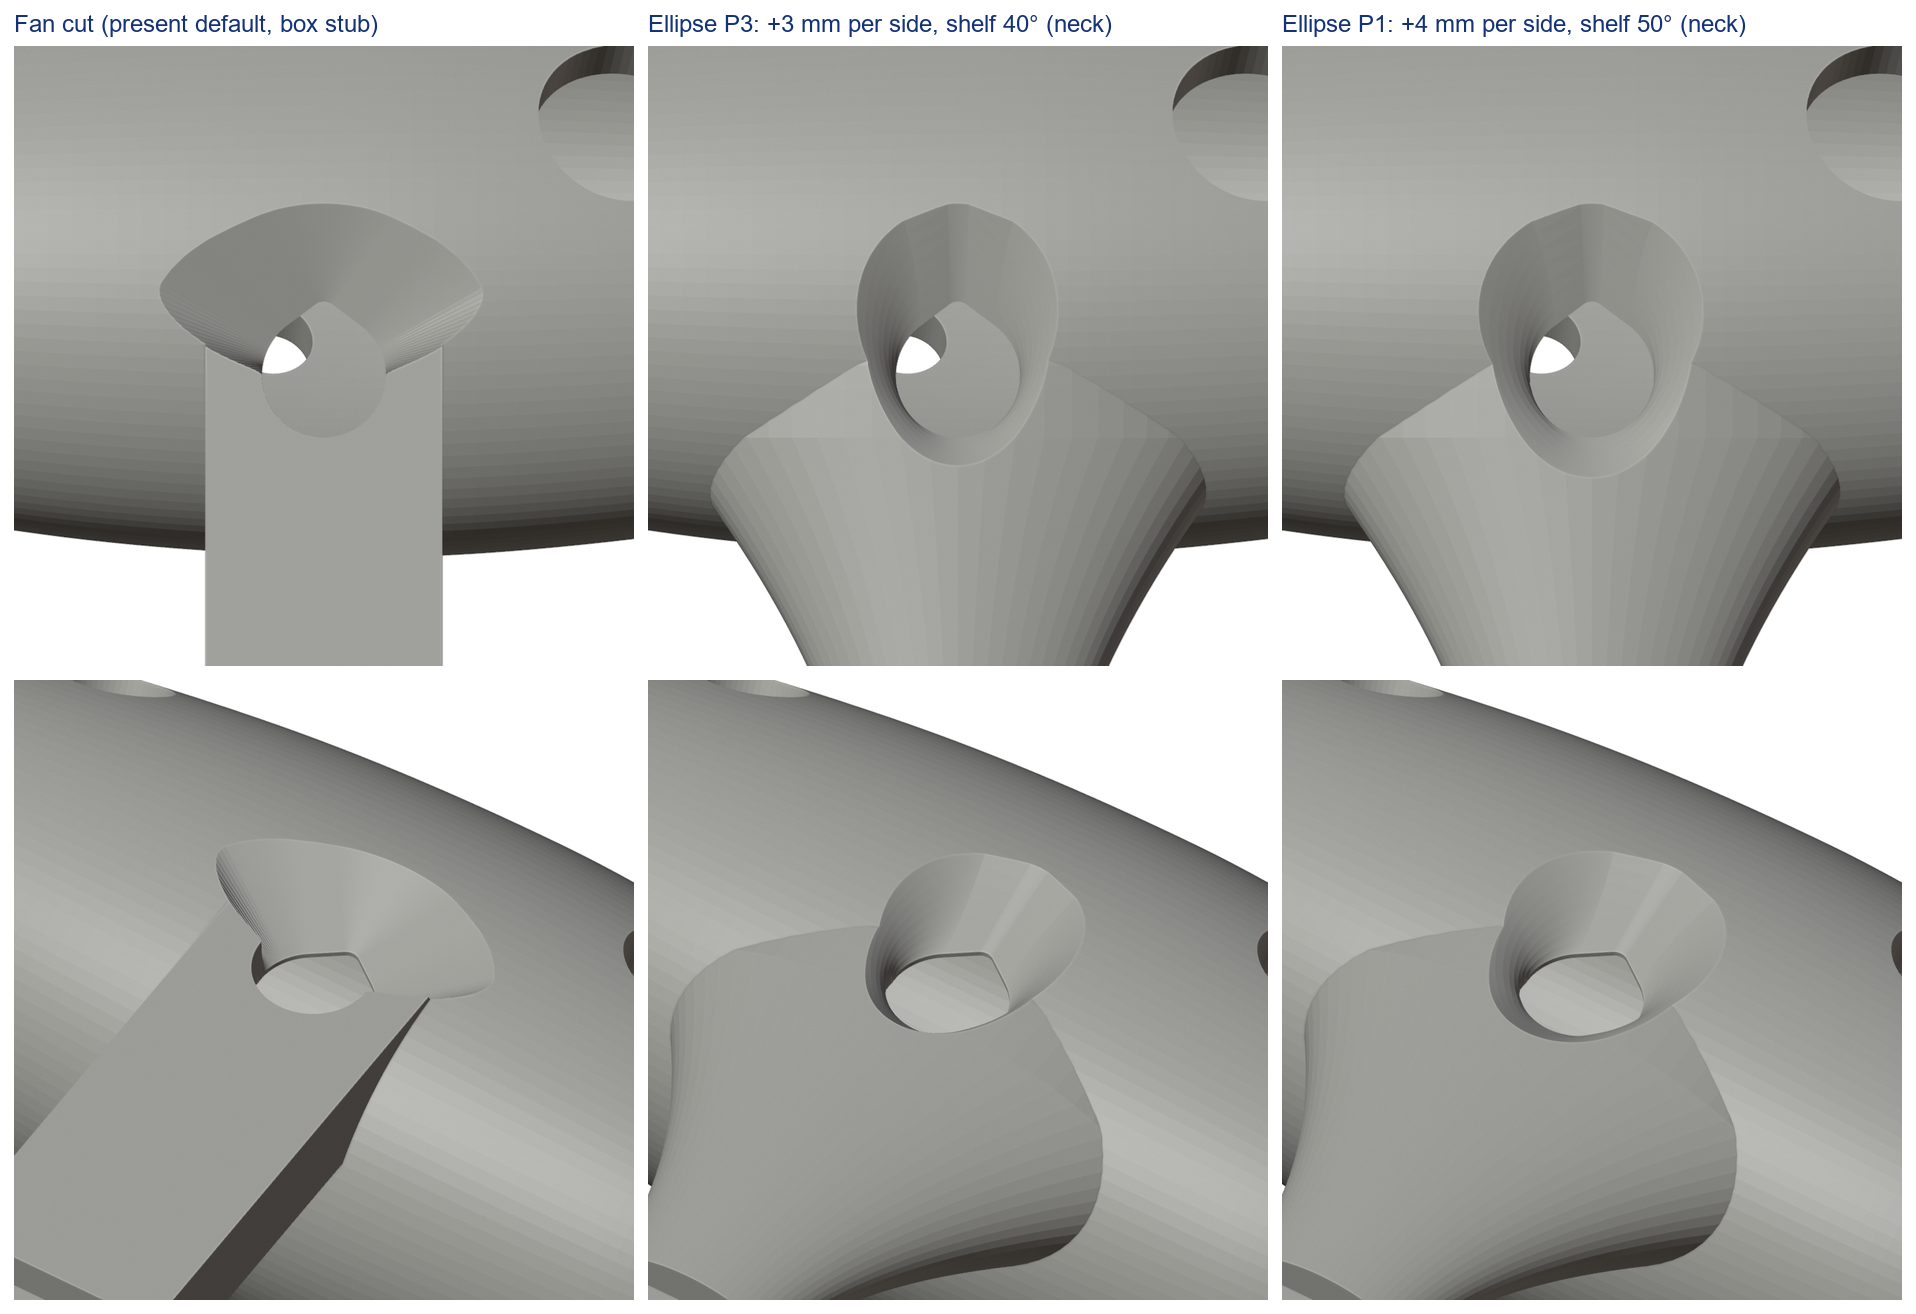 Fan cut (present default, box stub)
Ellipse P3: +3 mm per side, shelf 40° (neck)
Ellipse P1: +4 mm per side, shelf 50° (neck)